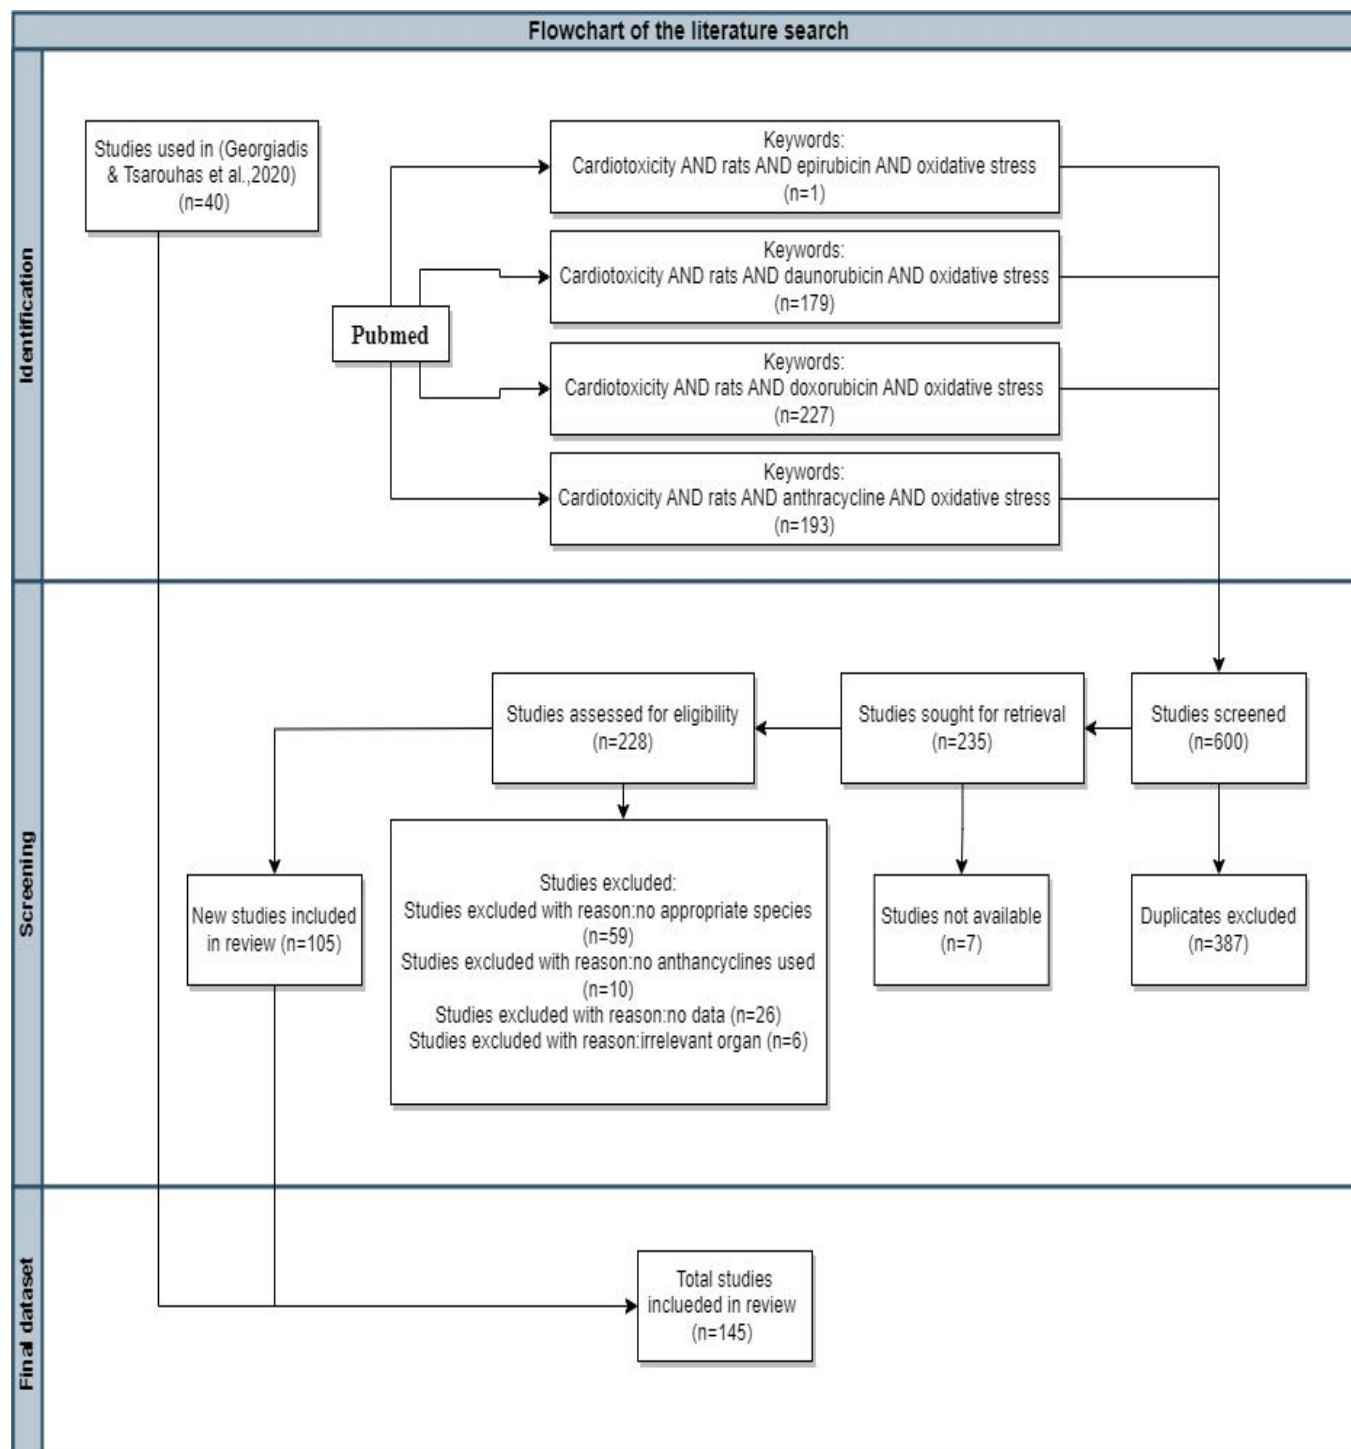 Flowchart of the literature search
Identification
Studies used in (Georgiadis
& Tsarouhas et al.,2020)
(n=40)
Pubmed
Keywords:
Cardiotoxicity AND rats AND epirubicin AND oxidative stress
(n=1)
Keywords:
Cardiotoxicity AND rats AND daunorubicin AND oxidative stress
(n=179)
Keywords:
Cardiotoxicity AND rats AND doxorubicin AND oxidative stress
(n=227)
Keywords:
Cardiotoxicity AND rats AND anthracycline AND oxidative stress
(n=193)
Screening
Studies screened
(n=600)
Duplicates excluded
(n=387)
Studies sought for retrieval
(n=235)
Studies not available
(n=7)
Studies assessed for eligibility
(n=228)
Studies excluded:
Studies excluded with reason:no appropriate species
(n=59)
Studies excluded with reason:no anthancyclines used
(n=10)
Studies excluded with reason:no data (n=26)
Studies excluded with reason:irrelevant organ (n=6)
New studies included
in review (n=105)
Final dataset
Total studies
inclueded in review
(n=145)